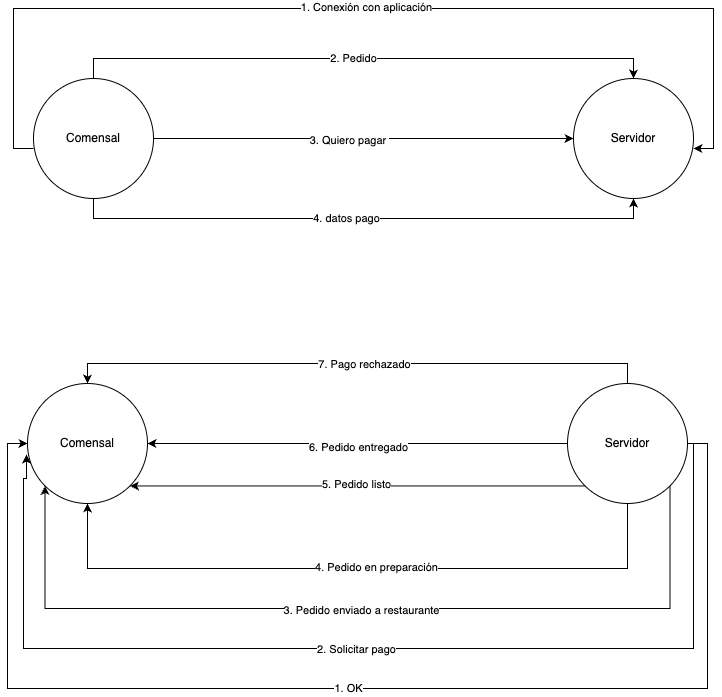 1. Conexión con aplicación
2. Pedido
Comensal
3. Quiero pagar
Servidor
4. datos pago
7. Pago rechazado
Comensal
6. Pedido entregado
Servidor
5. Pedido listo
4. Pedido en preparación
3. Pedido enviado a restaurante
2. Solicitar pago
1. OK